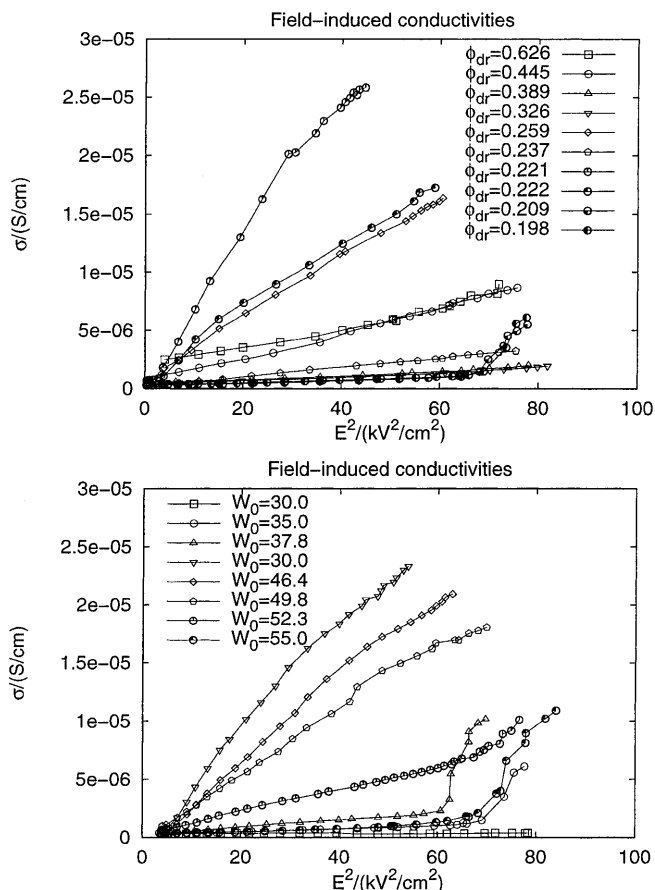 Field−induced conductivities
3e−05
2.5e−05
2e−05
1.5e−05
1e−05
5e−06
0
σ/(S/cm)
ϕdr=0.626
ϕdr=0.445
ϕdr=0.389
ϕdr=0.326
ϕdr=0.259
ϕdr=0.237
ϕdr=0.221
ϕdr=0.222
ϕdr=0.209
ϕdr=0.198
0 20 40 60 80 100
E²/(kV²/cm²)
Field−induced conductivities
3e−05
2.5e−05
2e−05
1.5e−05
1e−05
5e−06
0
σ/(S/cm)
W₀=30.0
W₀=35.0
W₀=37.8
W₀=30.0
W₀=46.4
W₀=49.8
W₀=52.3
W₀=55.0
0 20 40 60 80 100
E²/(kV²/cm²)